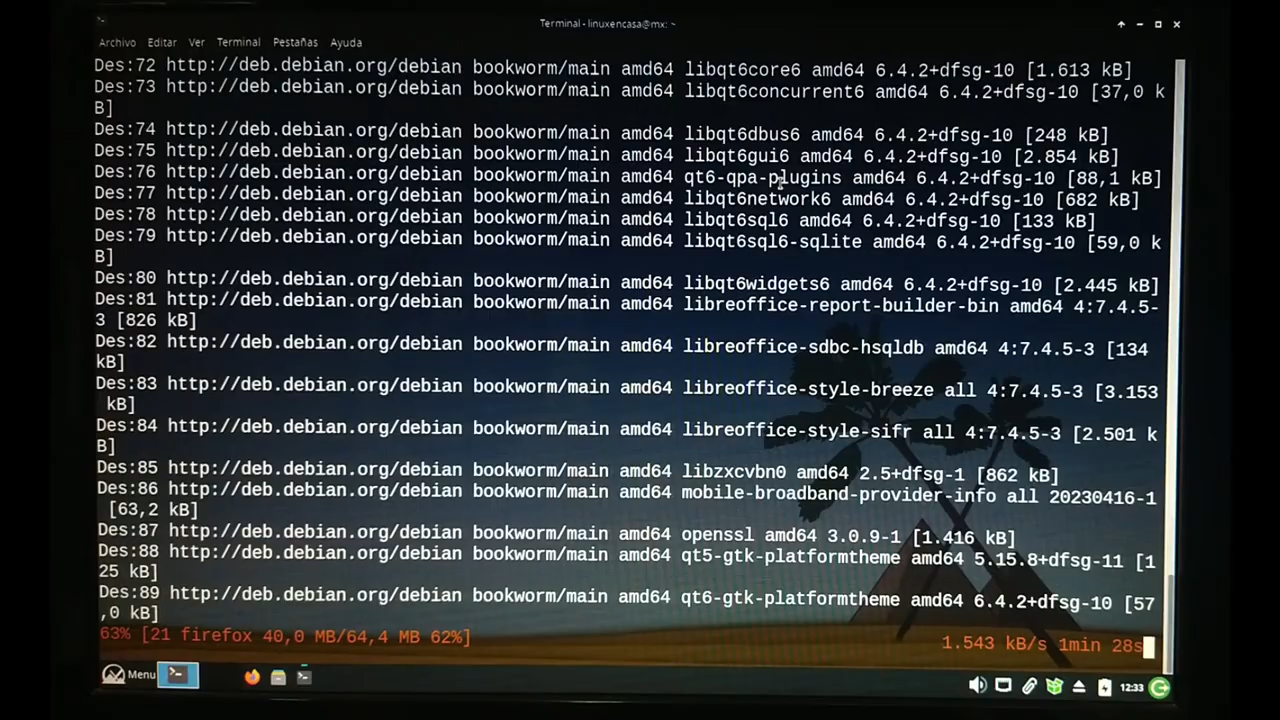 Terminal - linuxencasa@mx: ~
Archivo Editar Ver Terminal Pestañas Ayuda
Des:72 http://deb.debian.org/debian bookworm/main amd64 libqt6core6 amd64 6.4.2+dfsg-10 [1.613 kB]
Des:73 http://deb.debian.org/debian bookworm/main amd64 libqt6concurrent6 amd64 6.4.2+dfsg-10 [37,0 k
B]
Des:74 http://deb.debian.org/debian bookworm/main amd64 libqt6dbus6 amd64 6.4.2+dfsg-10 [248 kB]
Des:75 http://deb.debian.org/debian bookworm/main amd64 libqt6gui6 amd64 6.4.2+dfsg-10 [2.854 kB]
Des:76 http://deb.debian.org/debian bookworm/main amd64 qt6-qpa-plugins amd64 6.4.2+dfsg-10 [88,1 kB]
Des:77 http://deb.debian.org/debian bookworm/main amd64 libqt6network6 amd64 6.4.2+dfsg-10 [682 kB]
Des:78 http://deb.debian.org/debian bookworm/main amd64 libqt6sql6 amd64 6.4.2+dfsg-10 [133 kB]
Des:79 http://deb.debian.org/debian bookworm/main amd64 libqt6sql6-sqlite amd64 6.4.2+dfsg-10 [59,0 k
B]
Des:80 http://deb.debian.org/debian bookworm/main amd64 libqt6widgets6 amd64 6.4.2+dfsg-10 [2.445 kB]
Des:81 http://deb.debian.org/debian bookworm/main amd64 libreoffice-report-builder-bin amd64 4:7.4.5-
3 [826 kB]
Des:82 http://deb.debian.org/debian bookworm/main amd64 libreoffice-sdbc-hsqldb amd64 4:7.4.5-3 [134
kB]
Des:83 http://deb.debian.org/debian bookworm/main amd64 libreoffice-style-breeze all 4:7.4.5-3 [3.153
kB]
Des:84 http://deb.debian.org/debian bookworm/main amd64 libreoffice-style-sifr all 4:7.4.5-3 [2.501 k
B]
Des:85 http://deb.debian.org/debian bookworm/main amd64 libzxcvbn0 amd64 2.5+dfsg-1 [862 kB]
Des:86 http://deb.debian.org/debian bookworm/main amd64 mobile-broadband-provider-info all 20230416-1
[63,2 kB]
Des:87 http://deb.debian.org/debian bookworm/main amd64 openssl amd64 3.0.9-1 [1.416 kB]
Des:88 http://deb.debian.org/debian bookworm/main amd64 qt5-gtk-platformtheme amd64 5.15.8+dfsg-11 [1
25 kB]
Des:89 http://deb.debian.org/debian bookworm/main amd64 qt6-gtk-platformtheme amd64 6.4.2+dfsg-10 [57
,0 kB]
63% [21 firefox 40,0 MB/64,4 MB 62%] 1.543 kB/s 1min 28s
Menu 12:33